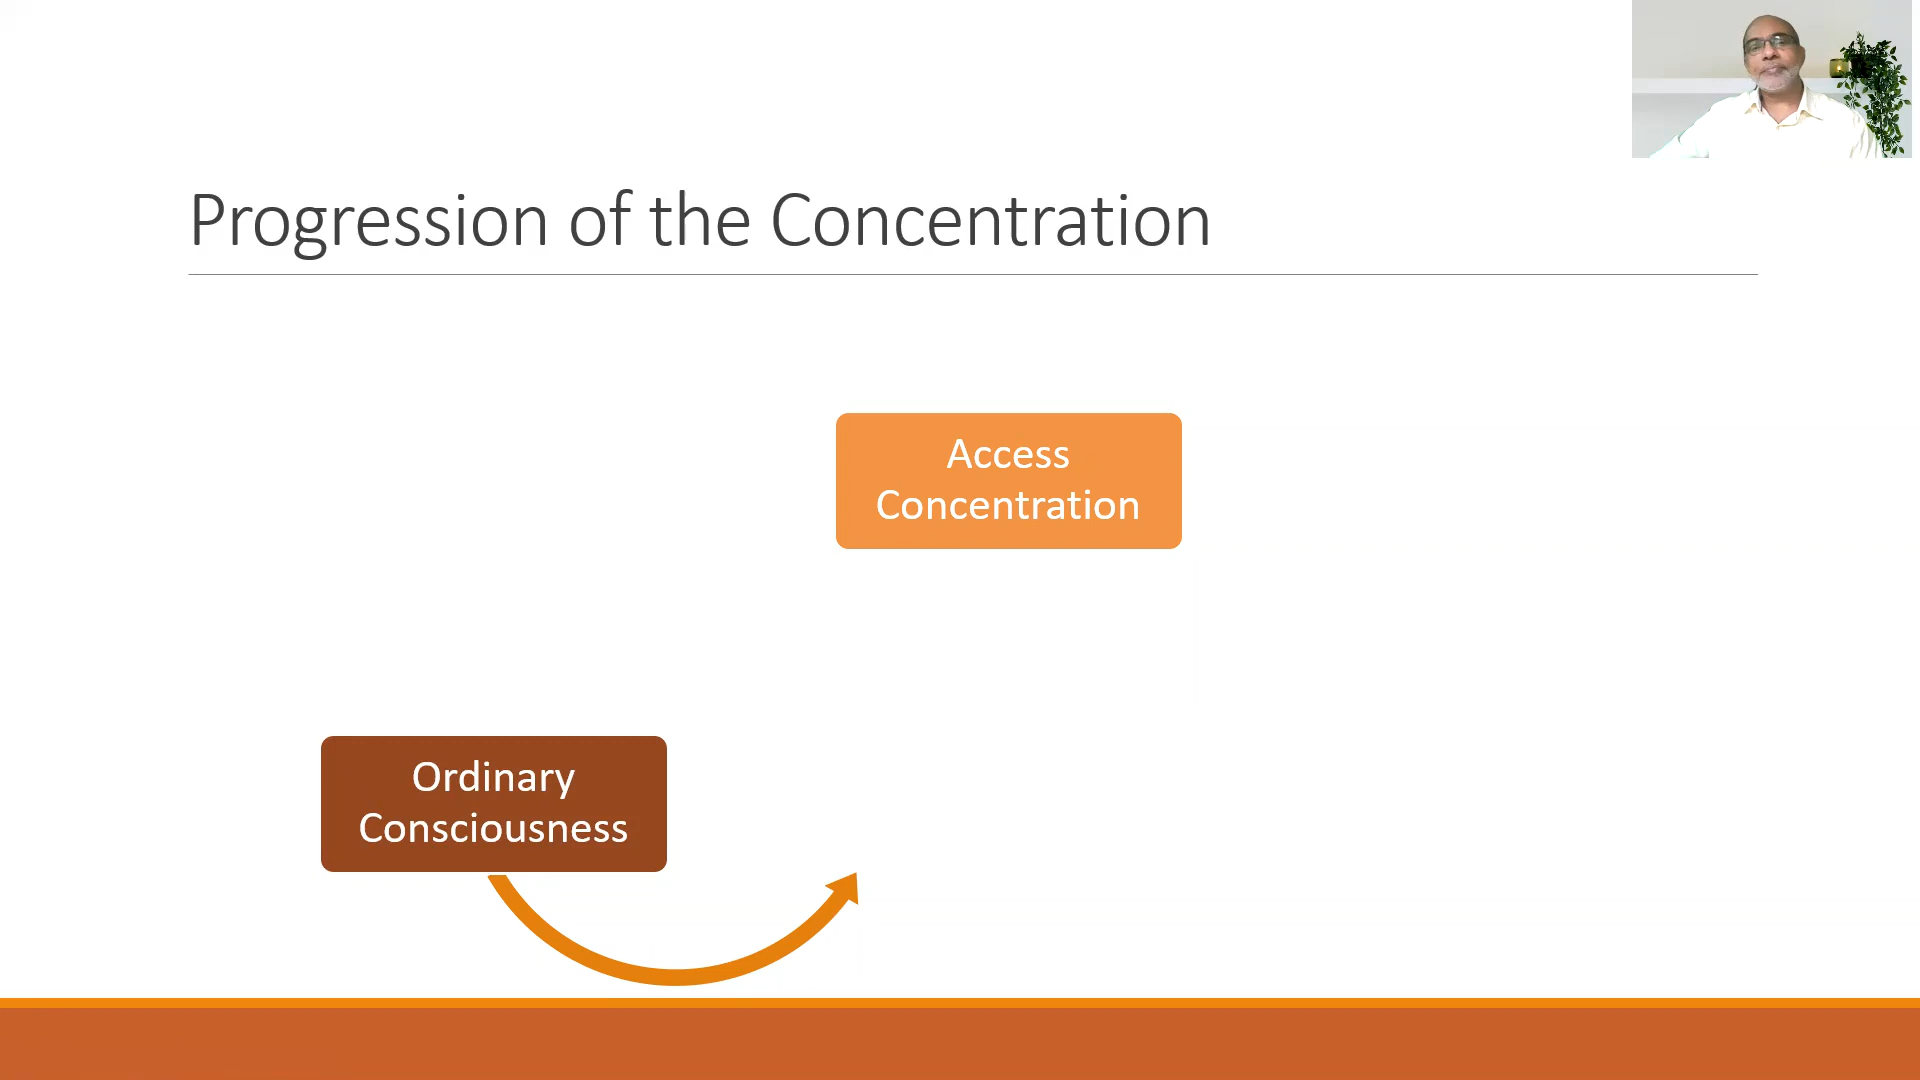 Progression of the Concentration
Access
Concentration
Ordinary
Consciousness